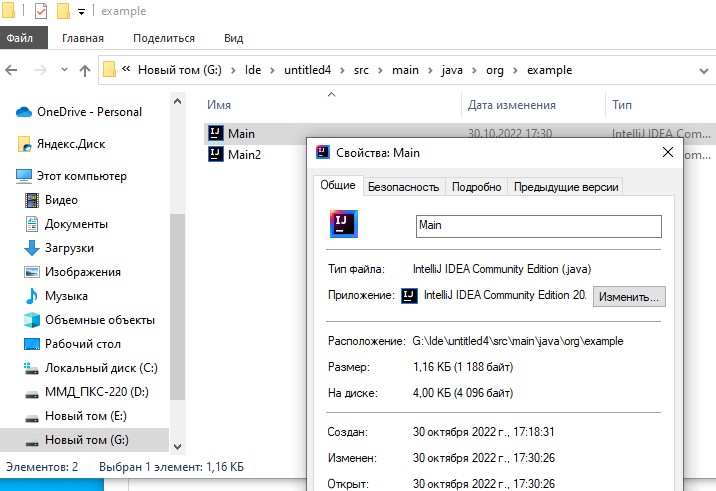 example
Файл
Главная
Поделиться
Вид
« Новый том (G:) › Ide › untitled4 › src › main › java › org › example
OneDrive - Personal
Яндекс.Диск
Этот компьютер
Видео
Документы
Загрузки
Изображения
Музыка
Объемные объекты
Рабочий стол
Локальный диск (C:)
ММД_ПКС-220 (D:)
Новый том (E:)
Новый том (G:)
Имя
Дата изменения
Тип
Main
30.10.2022 17:30
IntelliJ IDEA Com...
Main2
Com...
Свойства: Main
Общие
Безопасность
Подробно
Предыдущие версии
Main
Тип файла: IntelliJ IDEA Community Edition (.java)
Приложение: IntelliJ IDEA Community Edition 20
Изменить...
Расположение: G:\Ide\untitled4\src\main\java\org\example
Размер: 1,16 КБ (1 188 байт)
На диске: 4,00 КБ (4 096 байт)
Создан: 30 октября 2022 г., 17:18:31
Изменен: 30 октября 2022 г., 17:30:26
Открыт: 30 октября 2022 г., 17:30:26
Элементов: 2
Выбран 1 элемент: 1,16 КБ